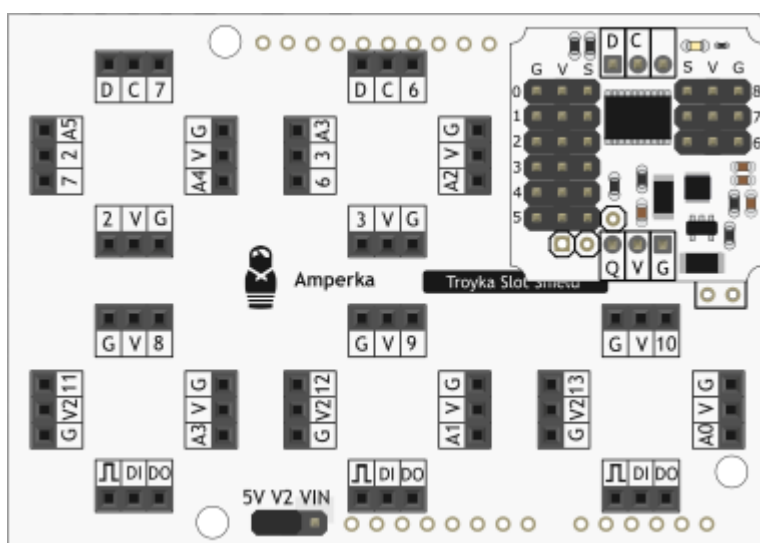 D C 7
D C 6
D C
G V S
S V G
0
1
2
3
4
5
8
7
6
A5
2
7
G
V
A4
A3
3
6
G
V
A2
2 V G
3 V G
Q V G
Amperka
Troyka Slot Shield
G V 8
G V 9
G V 10
11
V2
G
G
V
A3
12
V2
G
G
V
A1
13
V2
G
G
V
A0
DI DO
DI DO
DI DO
5V V2 VIN